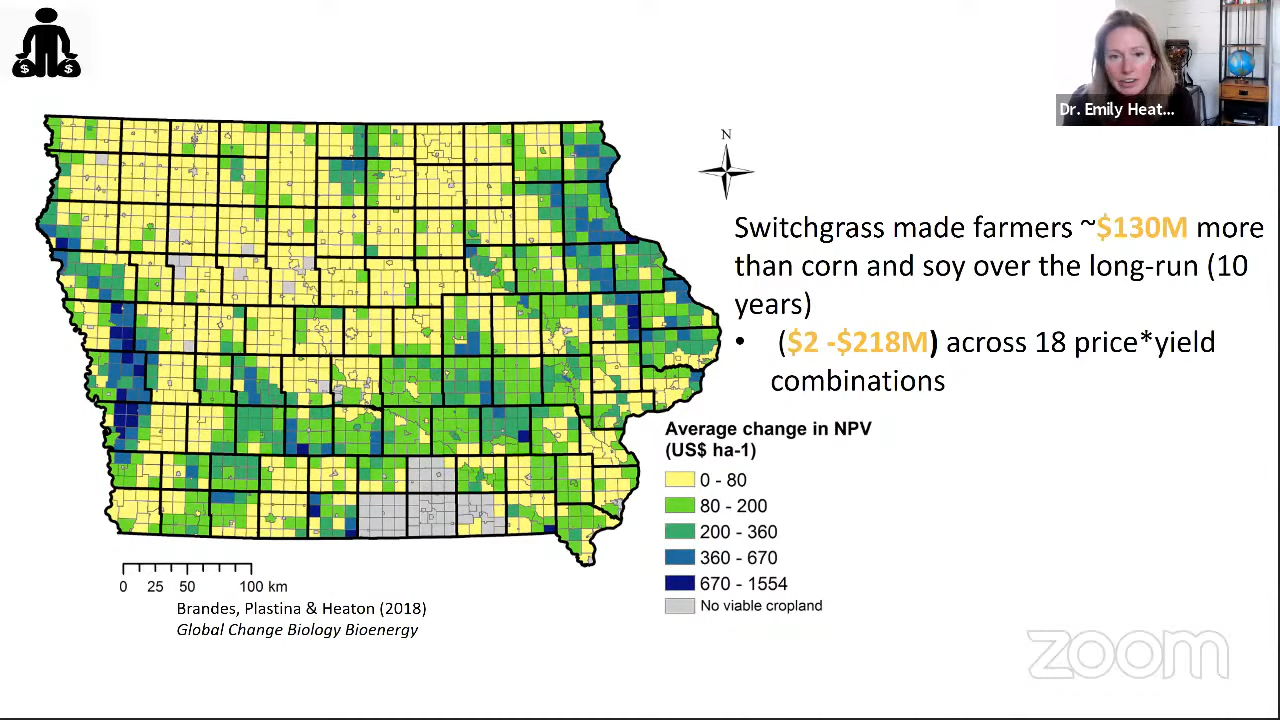 $ $
Dr. Emily Heat...
N
Switchgrass made farmers ~$130M more
than corn and soy over the long-run (10
years)
• ($2 -$218M) across 18 price*yield
combinations
Average change in NPV
(US$ ha-1)
0 - 80
80 - 200
200 - 360
360 - 670
670 - 1554
No viable cropland
0 25 50 100 km
Brandes, Plastina & Heaton (2018)
Global Change Biology Bioenergy
zoom